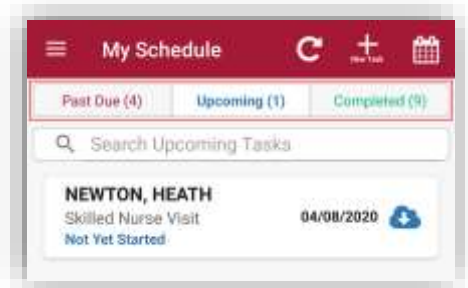 My Schedule
New Task
Past Due (4) Upcoming (1) Completed (9)
Search Upcoming Tasks
NEWTON, HEATH
Skilled Nurse Visit 04/08/2020
Not Yet Started